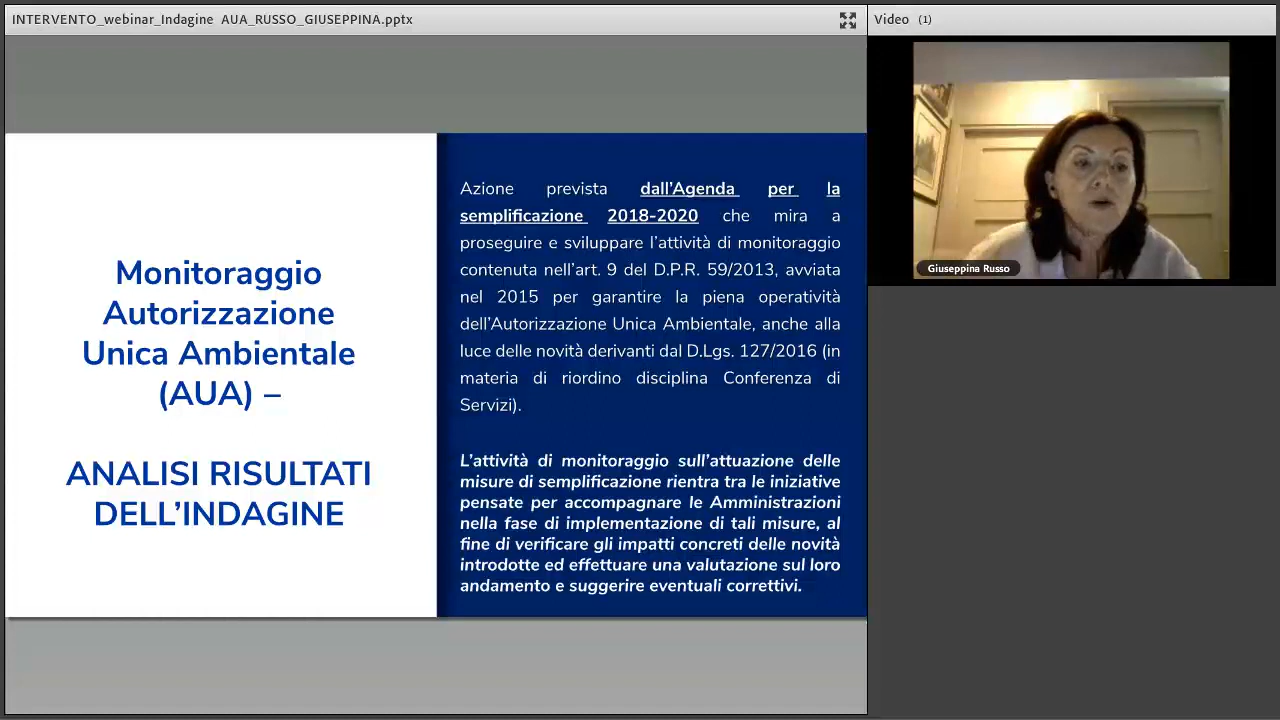 INTERVENTO_webinar_Indagine AUA_RUSSO_GIUSEPPINA.pptx
Video (1)
Monitoraggio
Autorizzazione
Unica Ambientale
(AUA) –
ANALISI RISULTATI
DELL’INDAGINE
Azione prevista dall’Agenda per la
semplificazione 2018-2020 che mira a
proseguire e sviluppare l’attività di monitoraggio
contenuta nell’art. 9 del D.P.R. 59/2013, avviata
nel 2015 per garantire la piena operatività
dell’Autorizzazione Unica Ambientale, anche alla
luce delle novità derivanti dal D.Lgs. 127/2016 (in
materia di riordino disciplina Conferenza di
Servizi).
L’attività di monitoraggio sull’attuazione delle
misure di semplificazione rientra tra le iniziative
pensate per accompagnare le Amministrazioni
nella fase di implementazione di tali misure, al
fine di verificare gli impatti concreti delle novità
introdotte ed effettuare una valutazione sul loro
andamento e suggerire eventuali correttivi.
Giuseppina Russo